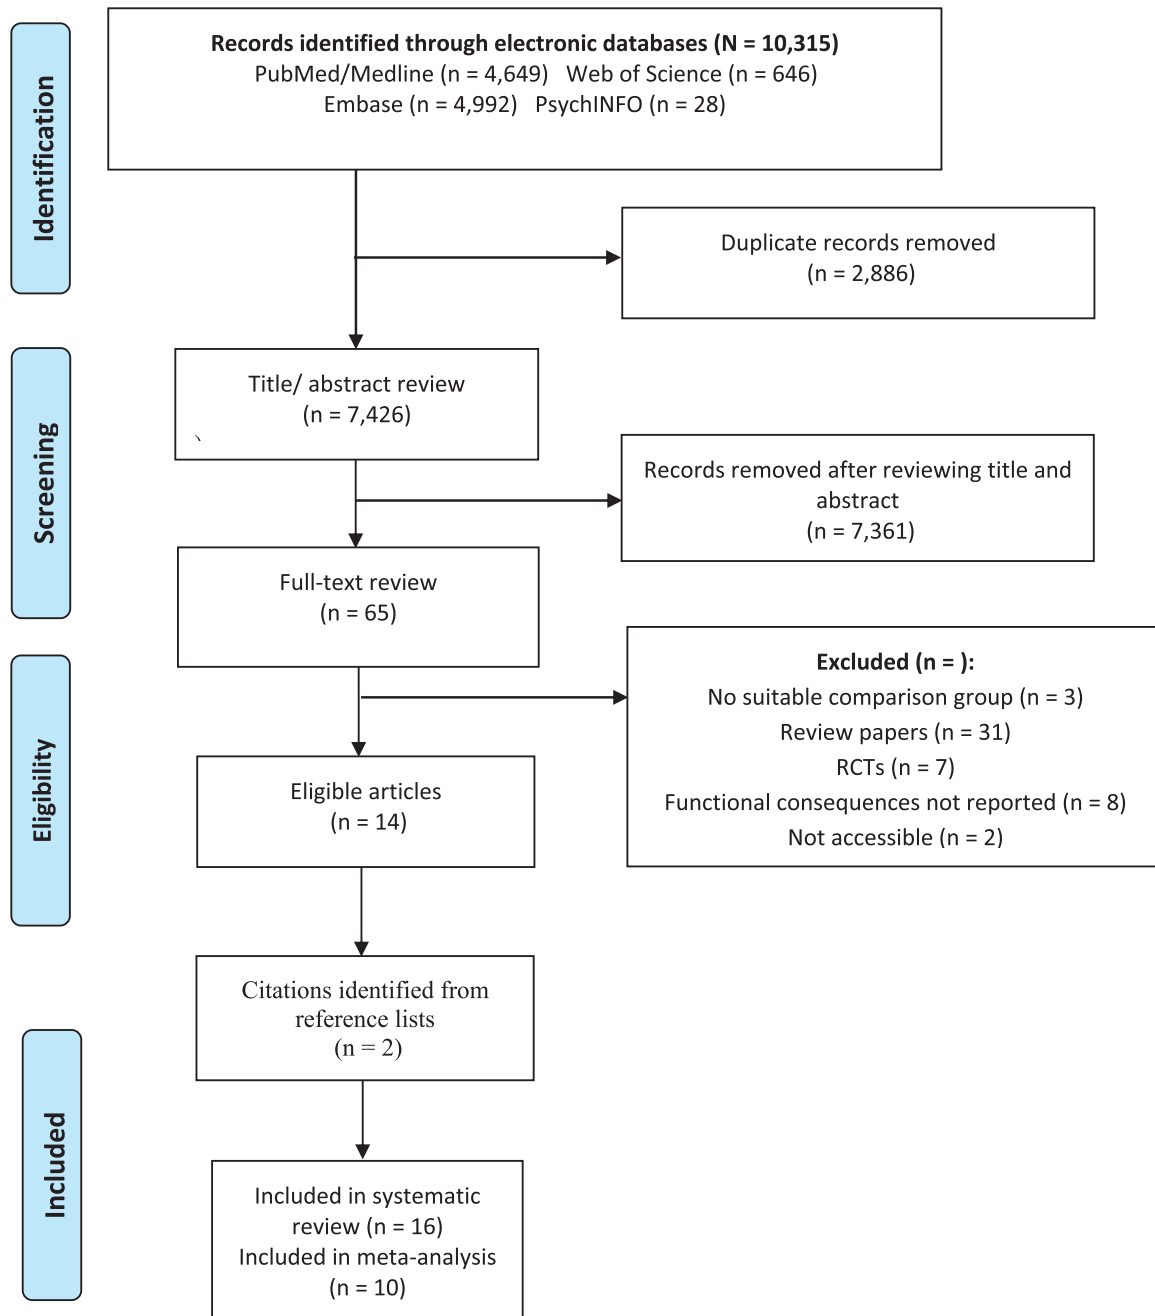 Identification
Records identified through electronic databases (N = 10,315)
PubMed/Medline (n = 4,649) Web of Science (n = 646)
Embase (n = 4,992) PsychINFO (n = 28)
Duplicate records removed
(n = 2,886)
Screening
Title/ abstract review
(n = 7,426)
、
Records removed after reviewing title and
abstract
(n = 7,361)
Full-text review
(n = 65)
Eligibility
Excluded (n = ):
No suitable comparison group (n = 3)
Review papers (n = 31)
RCTs (n = 7)
Functional consequences not reported (n = 8)
Not accessible (n = 2)
Eligible articles
(n = 14)
Citations identified from
reference lists
(n = 2)
Included
Included in systematic
review (n = 16)
Included in meta-analysis
(n = 10)